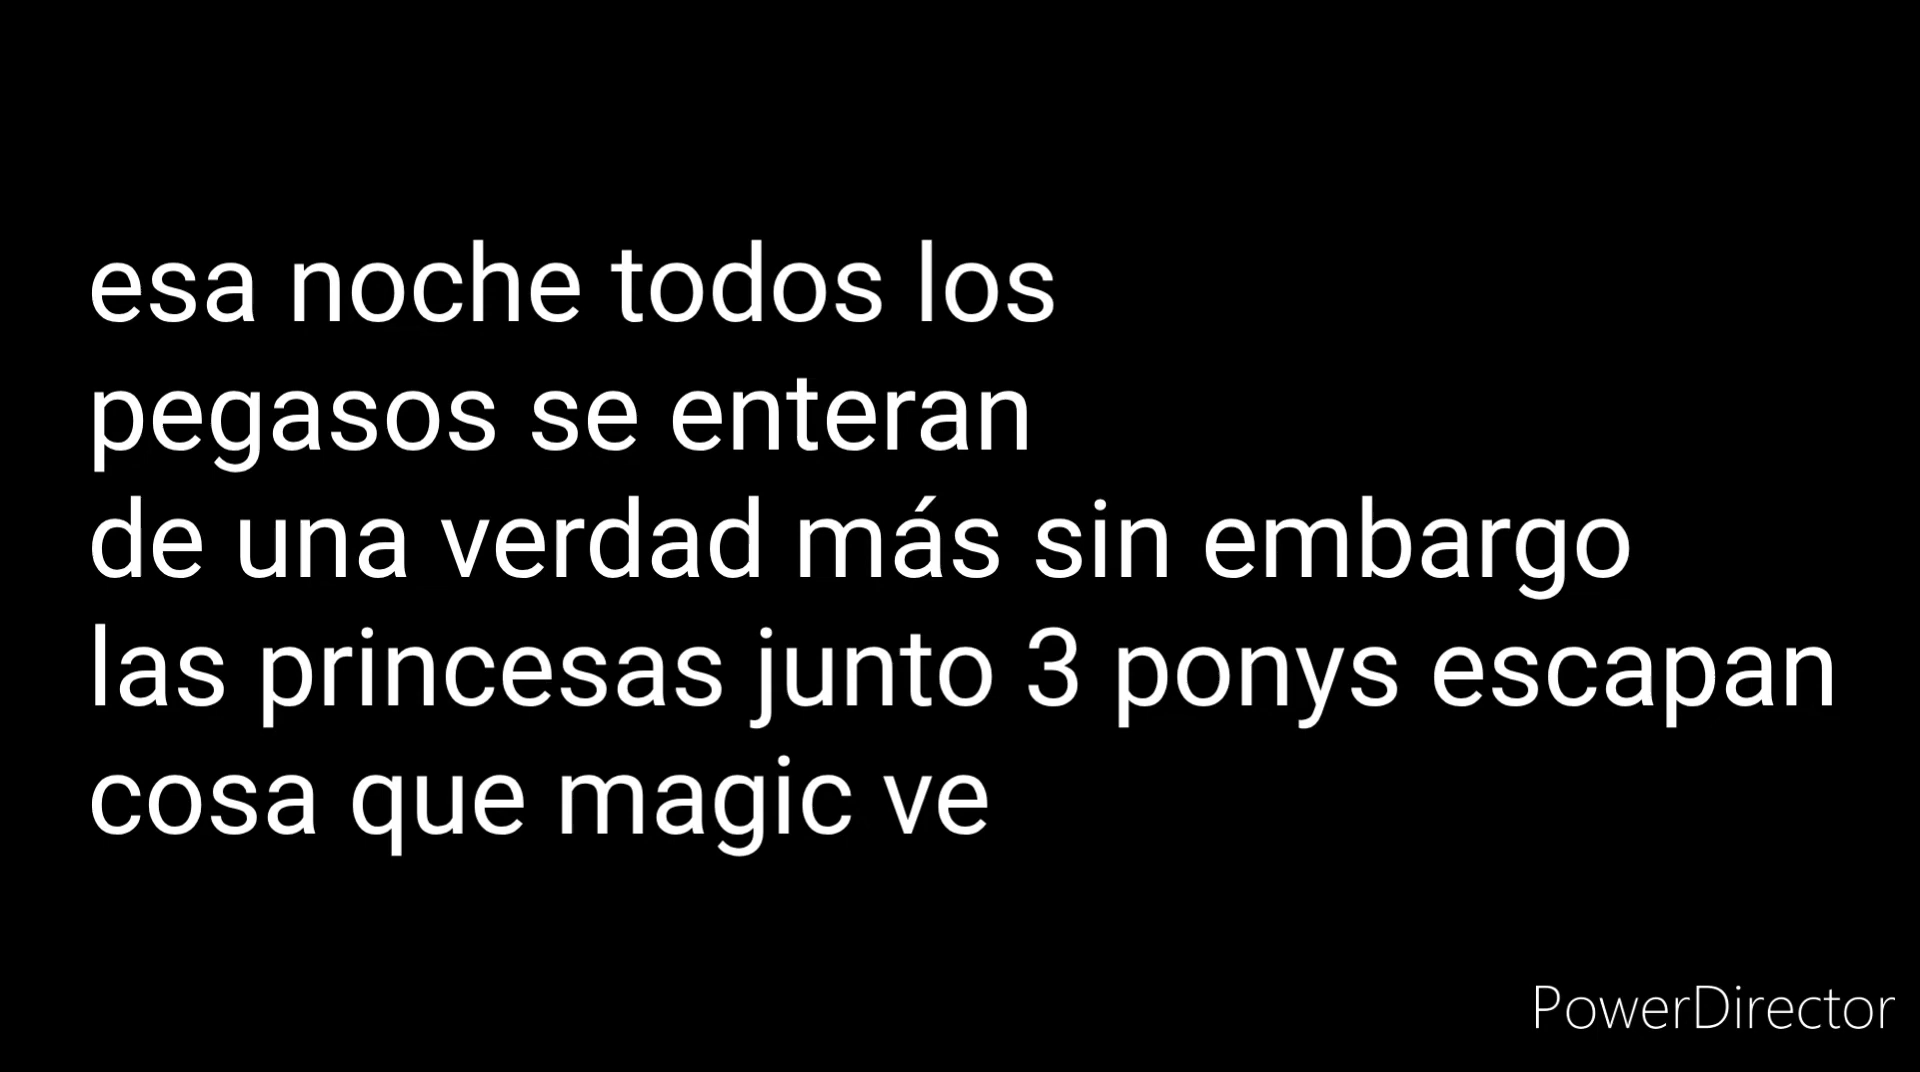 esa noche todos los
pegasos se enteran
de una verdad más sin embargo
las princesas junto 3 ponys escapan
cosa que magic ve
PowerDirector